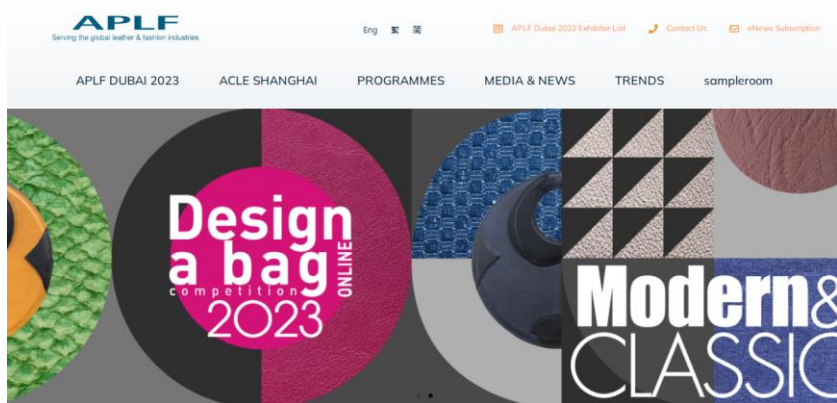 APLF
Serving the global leather & fashion industries
Eng 繁 简
APLF Dubai 2022 Exhibitor List
Contact Us
eNews Subscription
APLF DUBAI 2023
ACLE SHANGHAI
PROGRAMMES
MEDIA & NEWS
TRENDS
sampleroom
Design
a bag
competition
ONLINE
2023
Modern&
CLASSIC